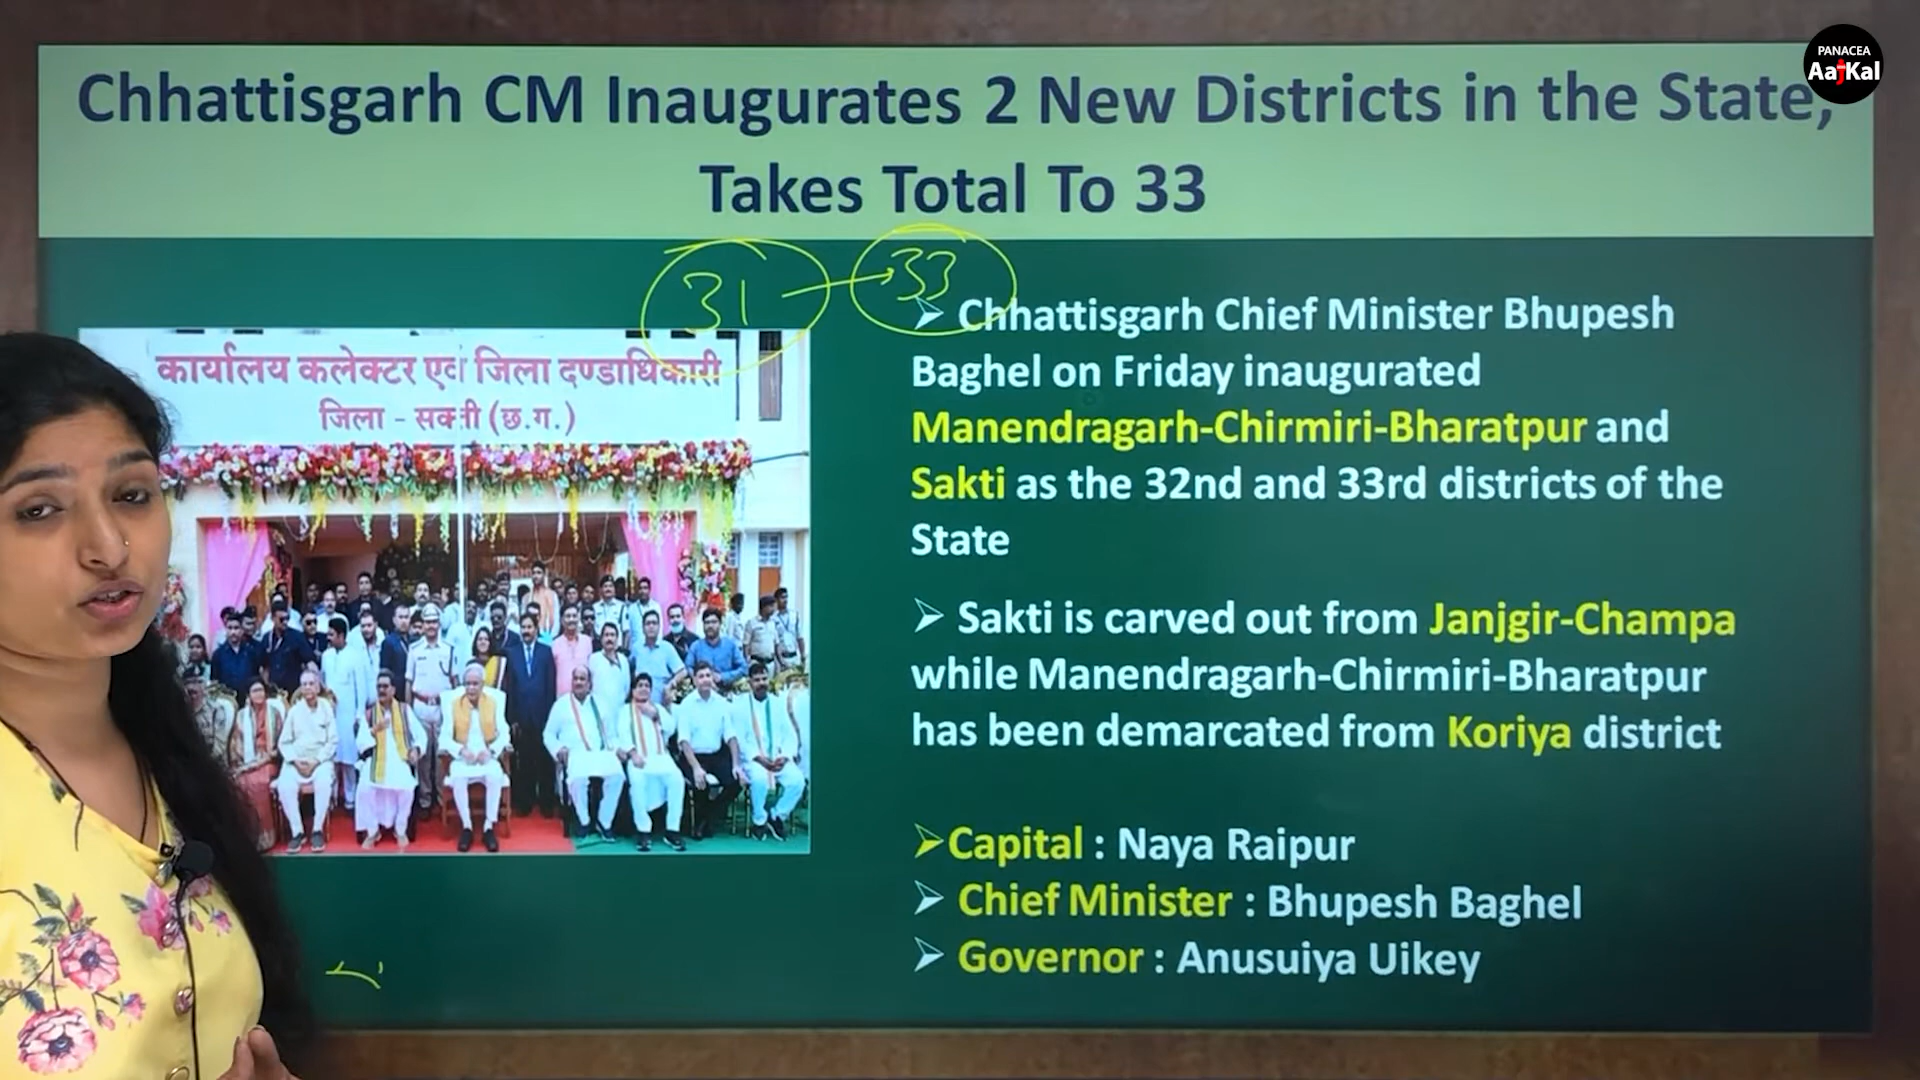 PANACEA
AajKal
Chhattisgarh CM Inaugurates 2 New Districts in the State,
Takes Total To 33
31 → 33
कार्यालय कलेक्टर एवं जिला दण्डाधिकारी
जिला - सक्ती (छ.ग.)
➢ Chhattisgarh Chief Minister Bhupesh
Baghel on Friday inaugurated
Manendragarh-Chirmiri-Bharatpur and
Sakti as the 32nd and 33rd districts of the
State
➢ Sakti is carved out from Janjgir-Champa
while Manendragarh-Chirmiri-Bharatpur
has been demarcated from Koriya district
➢Capital : Naya Raipur
➢ Chief Minister : Bhupesh Baghel
➢ Governor : Anusuiya Uikey